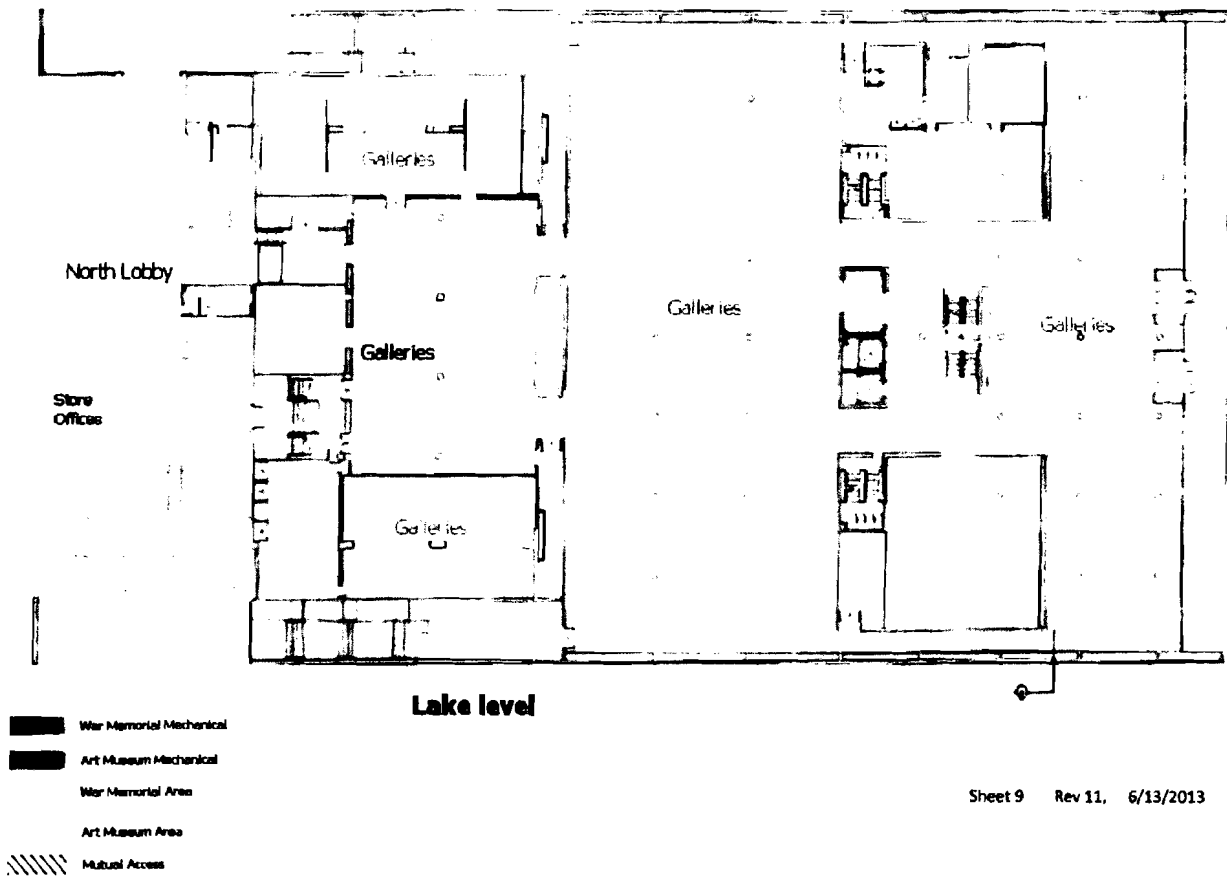 Galleries
North Lobby
Galleries
Galleries
Galleries
Store
Offices
Galleries
Lake level
War Memorial Mechanical
Art Museum Mechanical
War Memorial Area
Art Museum Area
Mutual Access
Sheet 9 Rev 11, 6/13/2013